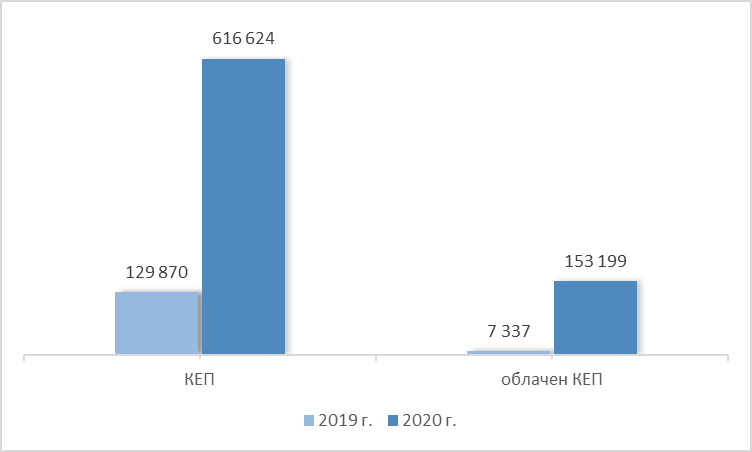 616 624
129 870
153 199
7 337
КЕП
облачен КЕП
2019 г.
2020 г.